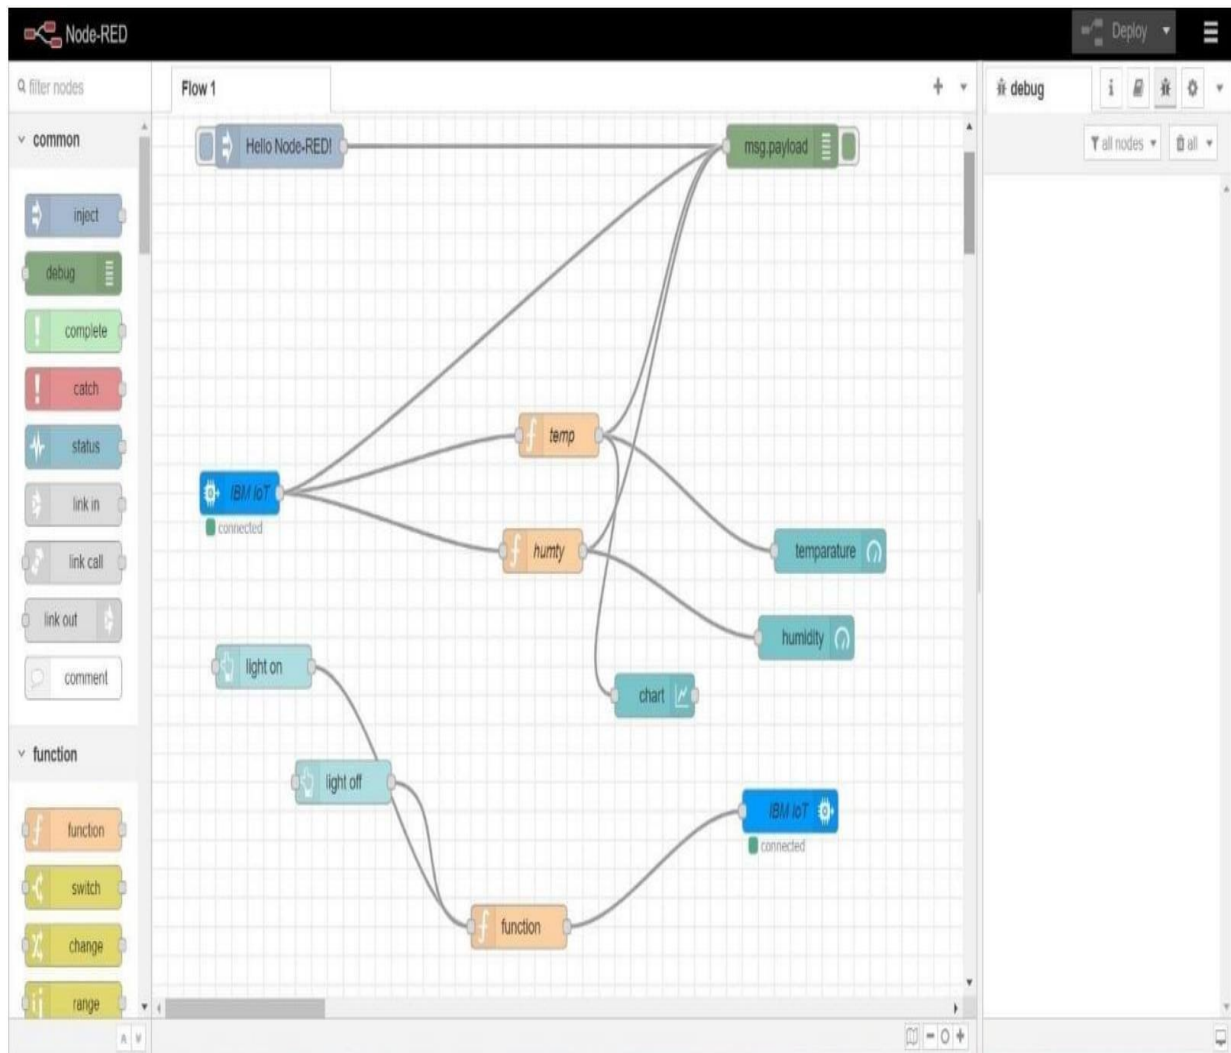 Node-RED
Deploy
filter nodes
Flow 1
debug
i
all nodes
all
common
inject
debug
complete
catch
status
link in
link call
link out
comment
function
function
switch
change
range
Hello Node-RED!
msg.payload
temp
IBM IoT
connected
humty
temparature
humidity
light on
chart
light off
IBM IoT
connected
function